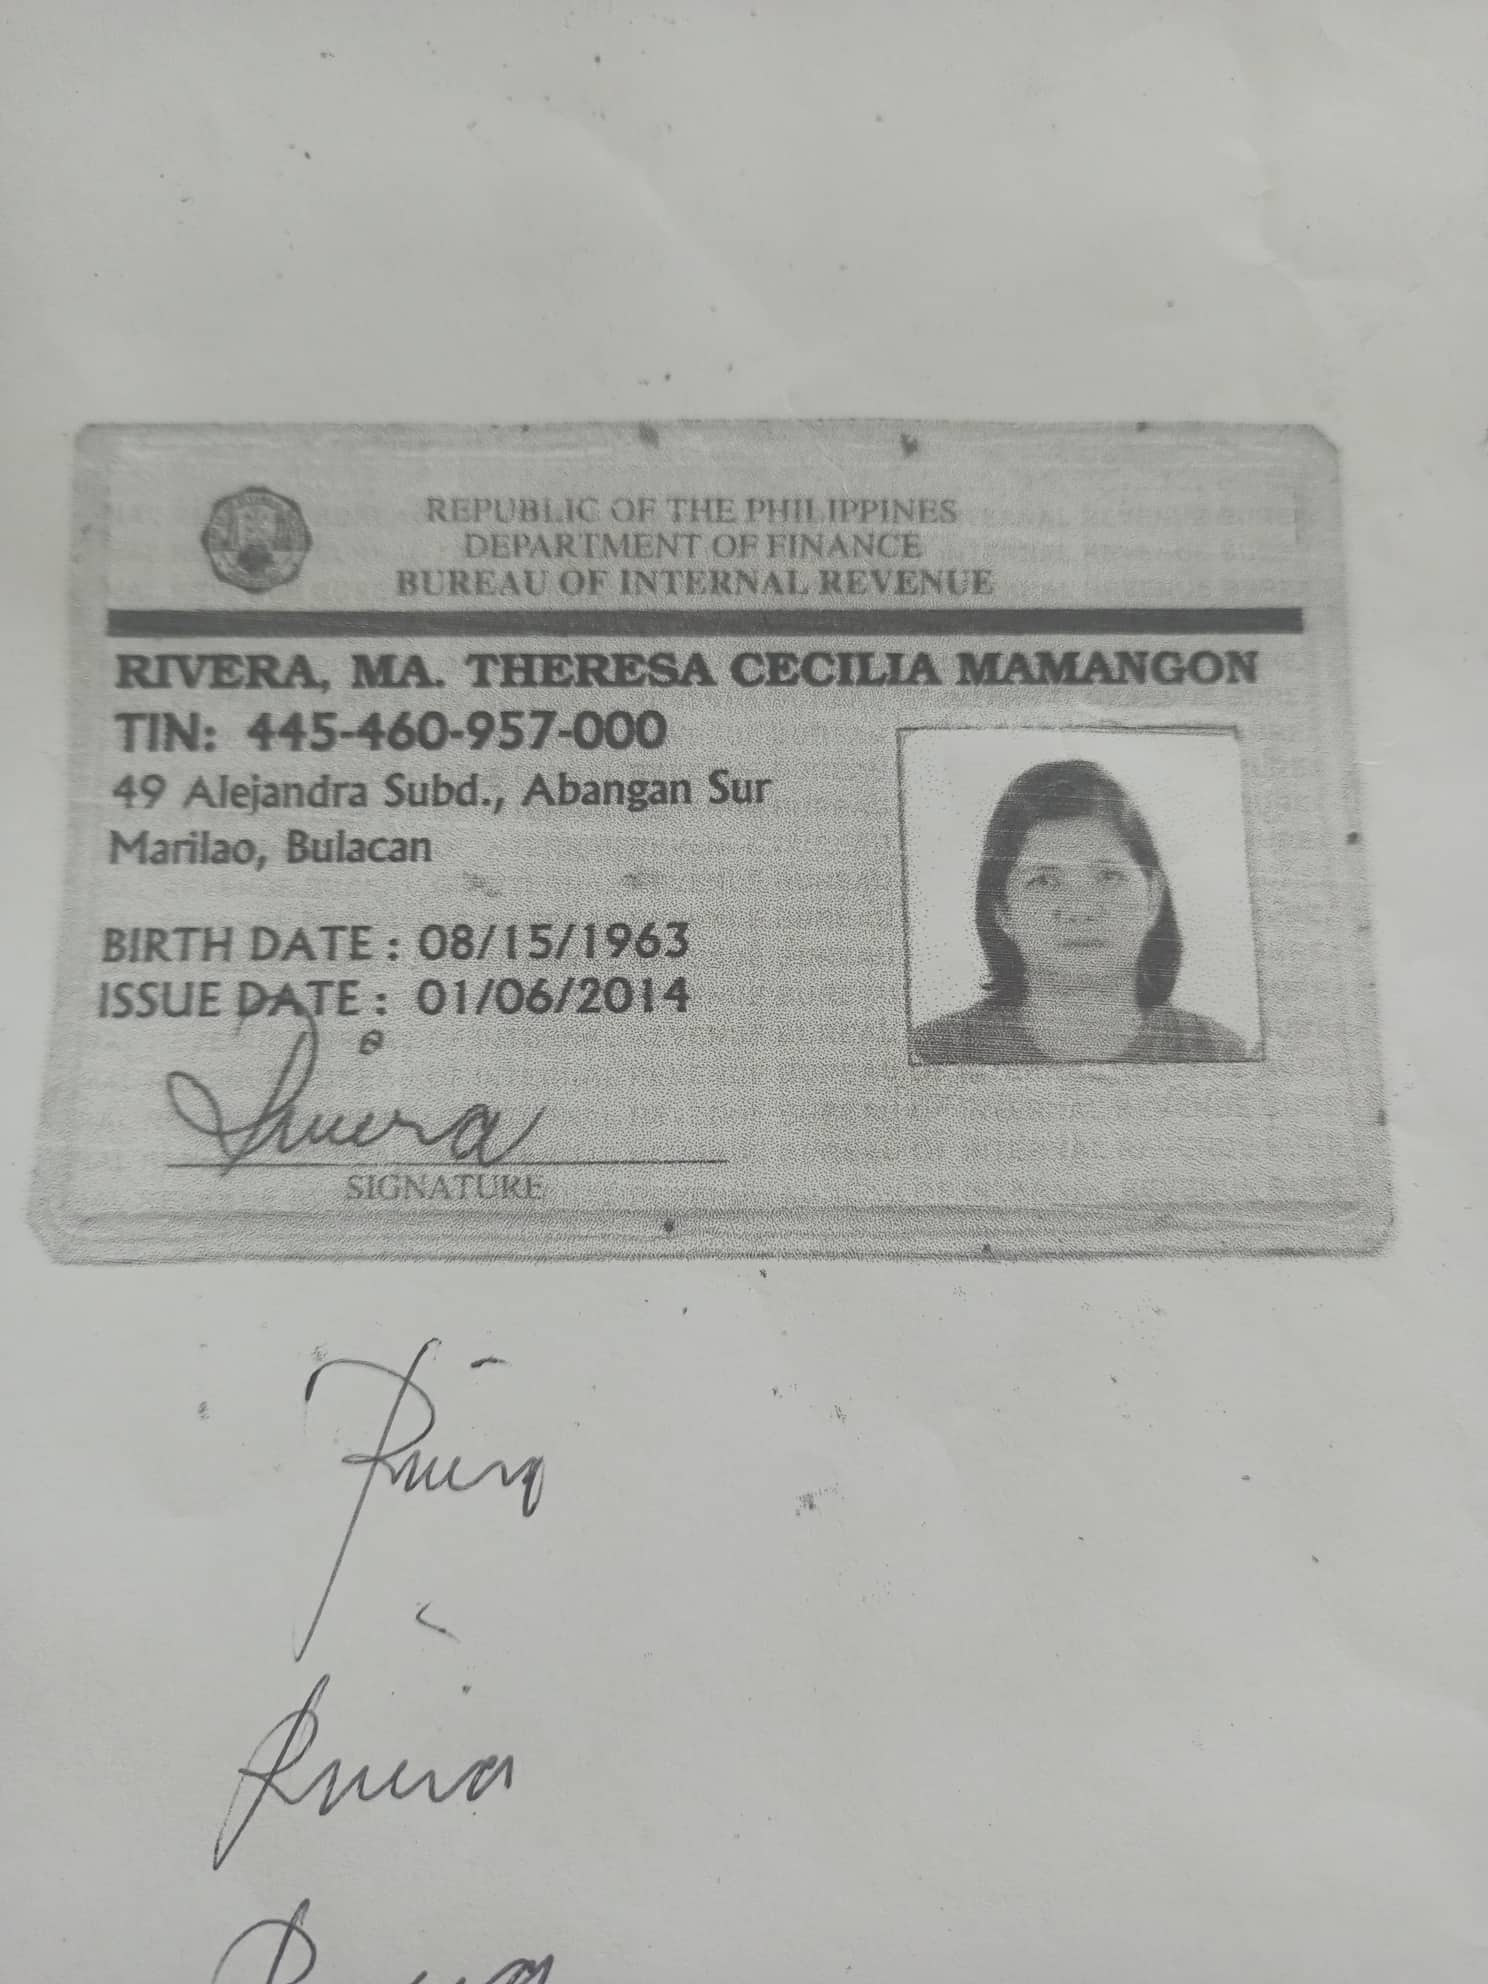 REPUBLIC OF THE PHILIPPINES
DEPARTMENT OF FINANCE
BUREAU OF INTERNAL REVENUE
RIVERA, MA. THERESA CECILIA MAMANGON
TIN: 445-460-957-000
49 Alejandra Subd., Abangan Sur
Marilao, Bulacan
BIRTH DATE : 08/15/1963
ISSUE DATE : 01/06/2014
Rivera
SIGNATURE
Rivera
Rivera